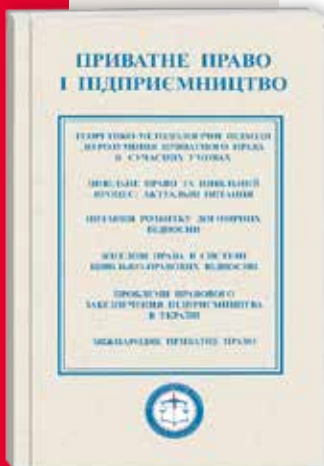 ПРИВАТНЕ ПРАВО
І ПІДПРИЄМНИЦТВО
ТЕОРЕТИКО-МЕТОДОЛОГІЧНІ ПІДХОДИ
ДО РОЗУМІННЯ ПРИВАТНОГО ПРАВА
В СУЧАСНИХ УМОВАХ
ЦИВІЛЬНЕ ПРАВО ТА ЦИВІЛЬНИЙ
ПРОЦЕС: АКТУАЛЬНІ ПИТАННЯ
ПИТАННЯ РОЗВИТКУ ДОГОВІРНИХ
ВІДНОСИН
ЖИТЛОВІ ПРАВА В СИСТЕМІ
ЦИВІЛЬНО-ПРАВОВИХ ВІДНОСИН
ПРОБЛЕМИ ПРАВОВОГО
ЗАБЕЗПЕЧЕННЯ ПІДПРИЄМНИЦТВА
В УКРАЇНІ
МІЖНАРОДНЕ ПРИВАТНЕ ПРАВО